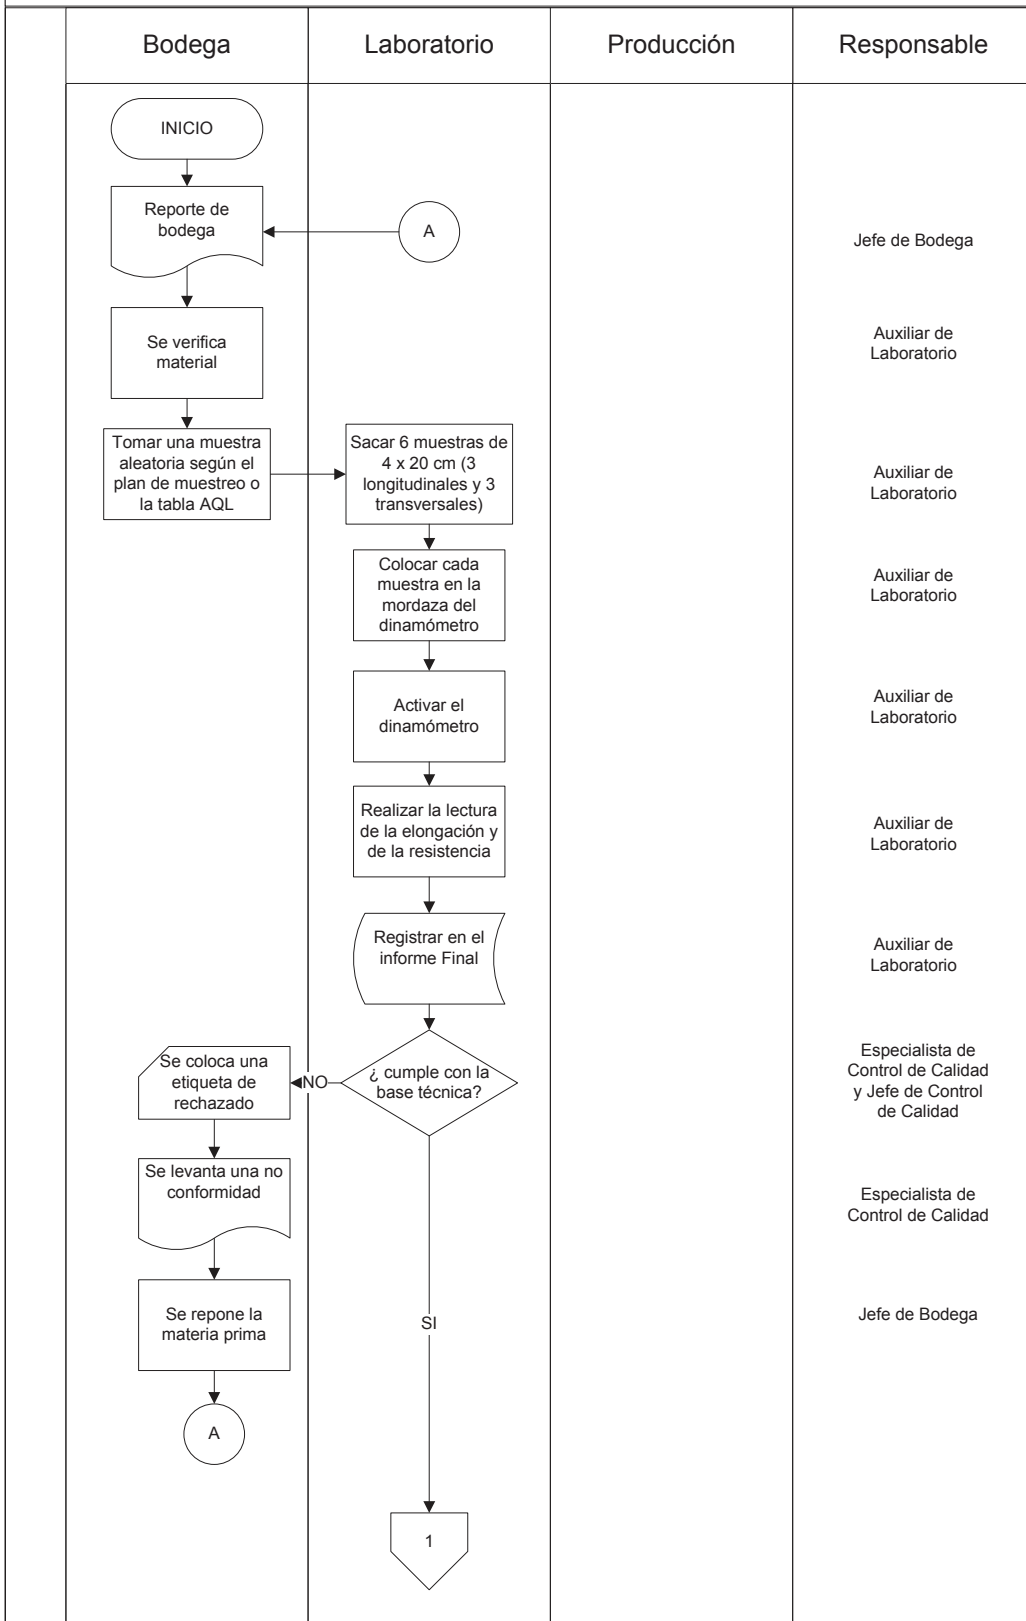 Bodega
Laboratorio
Producción
Responsable
INICIO
Reporte de
bodega
A
Jefe de Bodega
Se verifica
material
Auxiliar de
Laboratorio
Tomar una muestra
aleatoria según el
plan de muestreo o
la tabla AQL
Sacar 6 muestras de
4 x 20 cm (3
longitudinales y 3
transversales)
Auxiliar de
Laboratorio
Colocar cada
muestra en la
mordaza del
dinamómetro
Auxiliar de
Laboratorio
Activar el
dinamómetro
Auxiliar de
Laboratorio
Realizar la lectura
de la elongación y
de la resistencia
Auxiliar de
Laboratorio
Registrar en el
informe Final
Auxiliar de
Laboratorio
¿ cumple con la
base técnica?
NO
Se coloca una
etiqueta de
rechazado
Especialista de
Control de Calidad
y Jefe de Control
de Calidad
Se levanta una no
conformidad
Especialista de
Control de Calidad
Se repone la
materia prima
SI
Jefe de Bodega
A
1